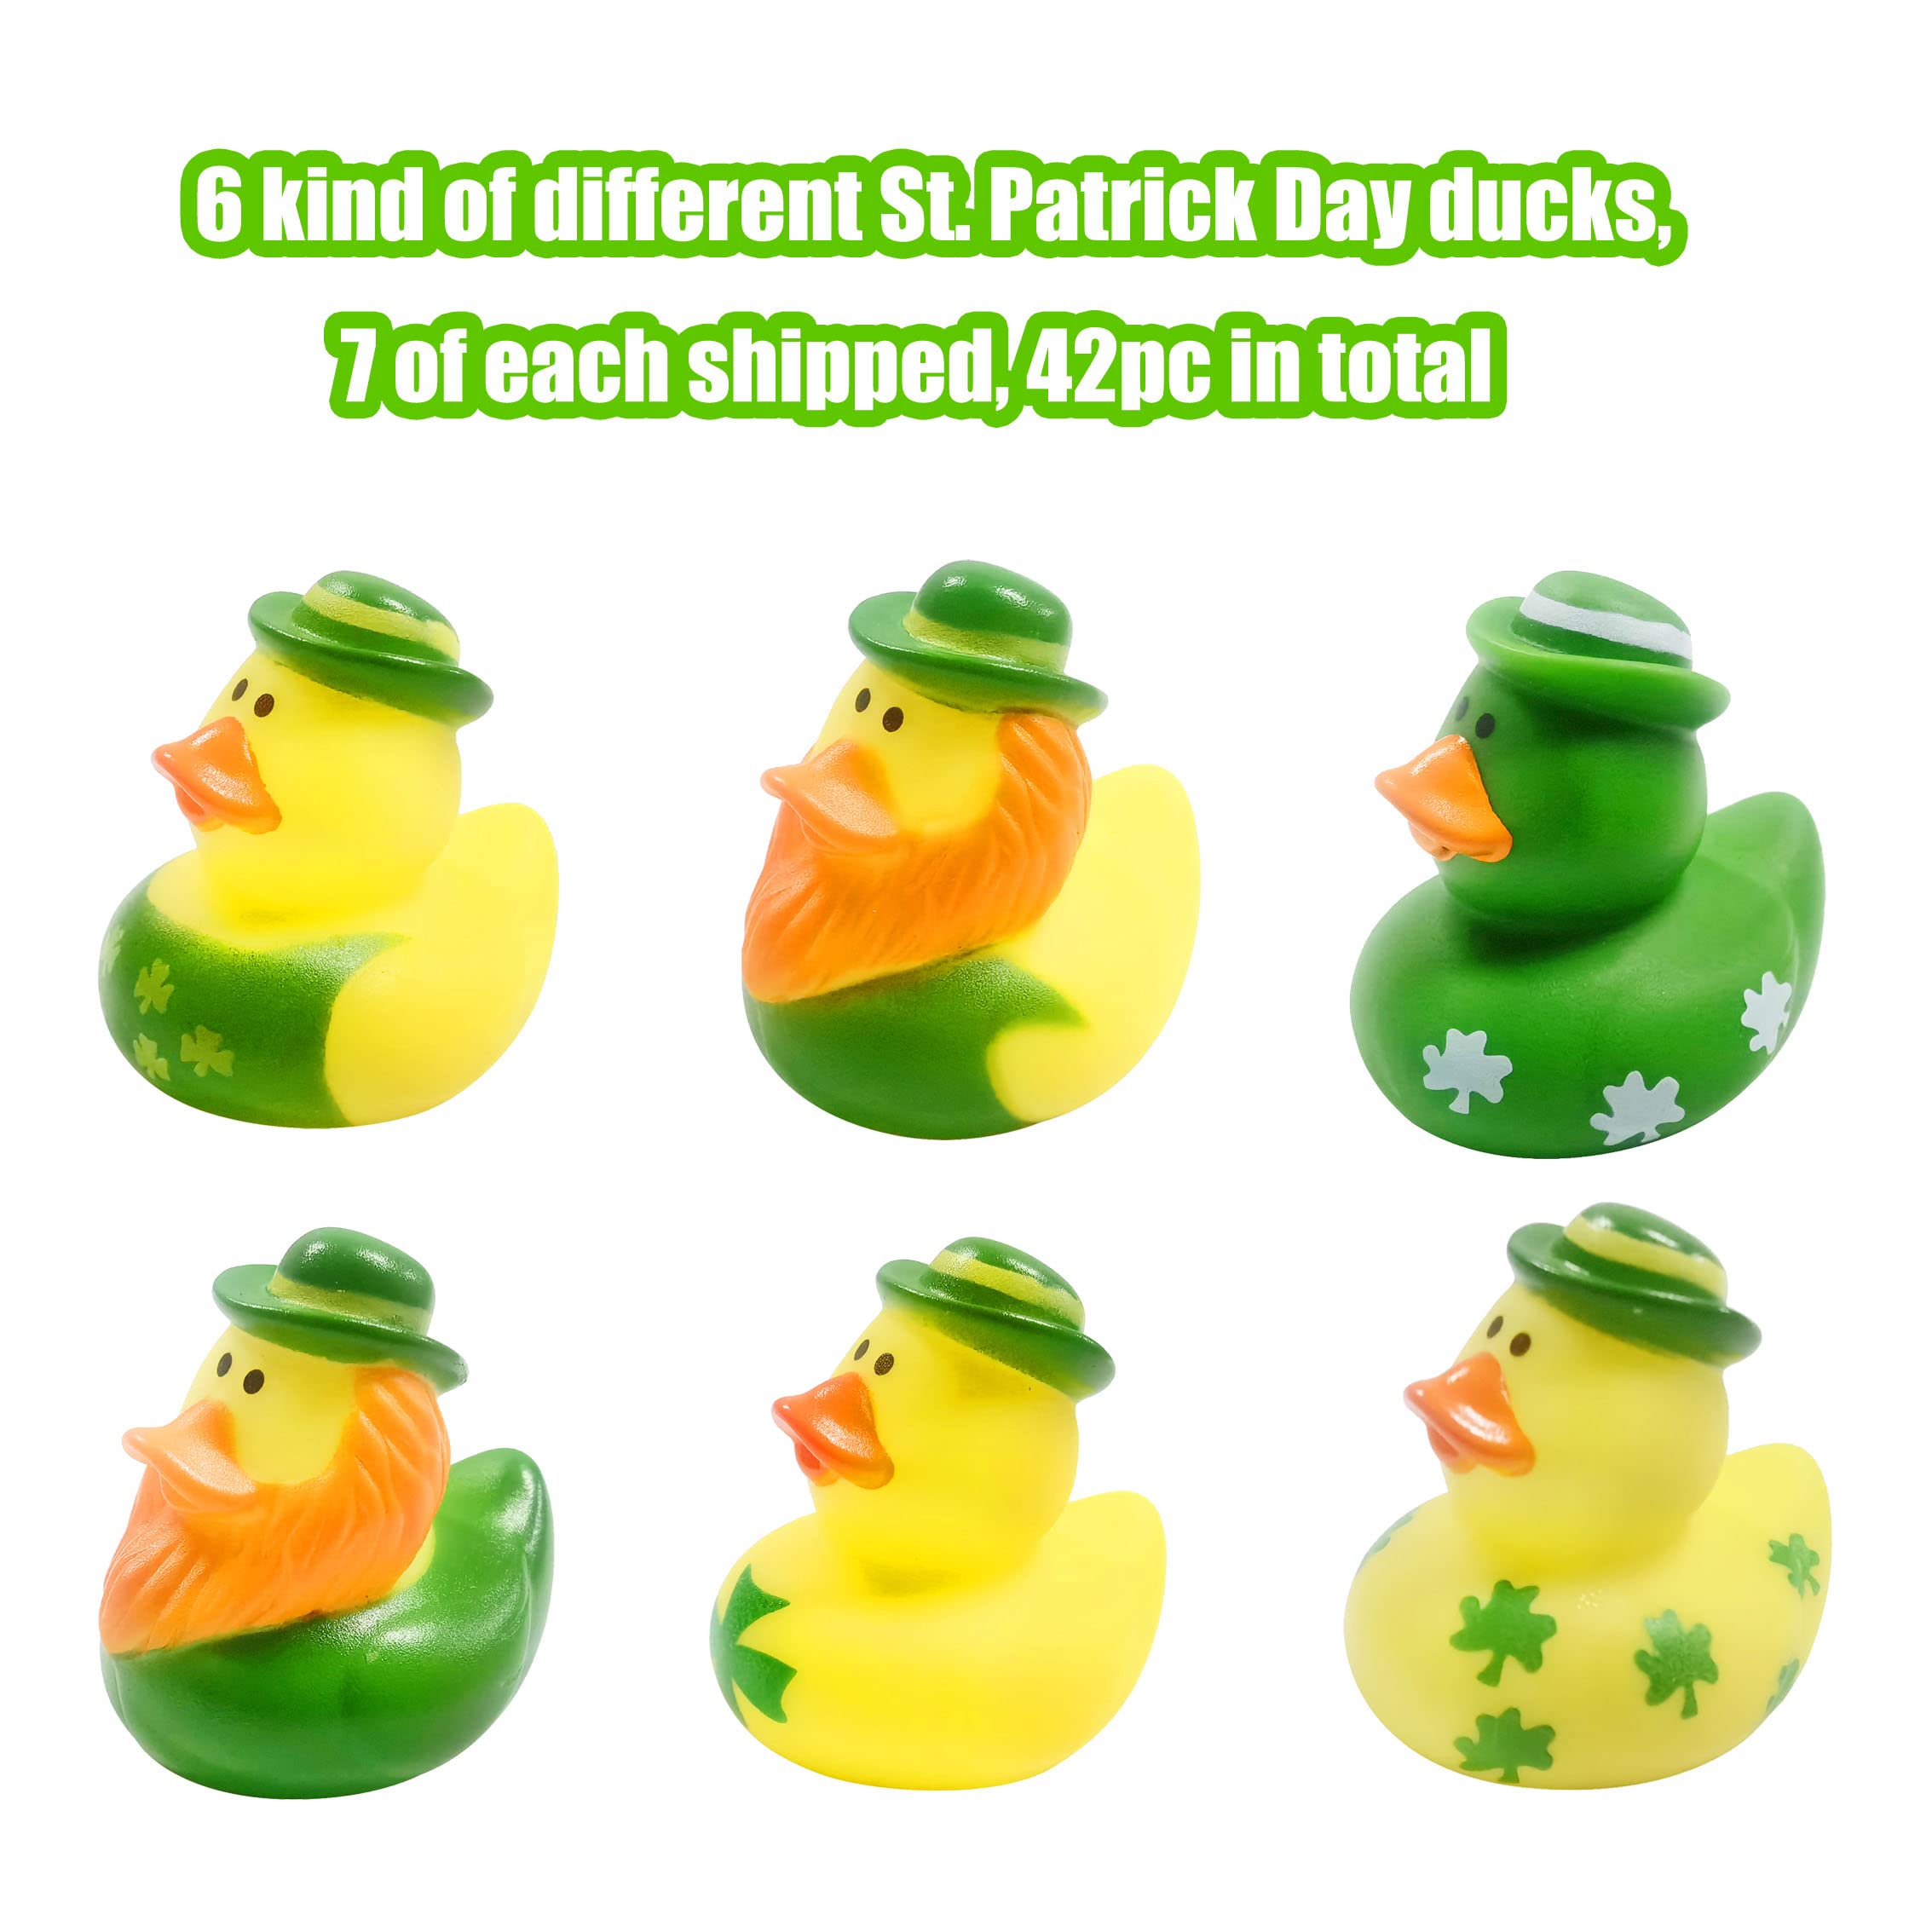 6 kind of different St. Patrick Day ducks,
7 of each shipped, 42pc in total